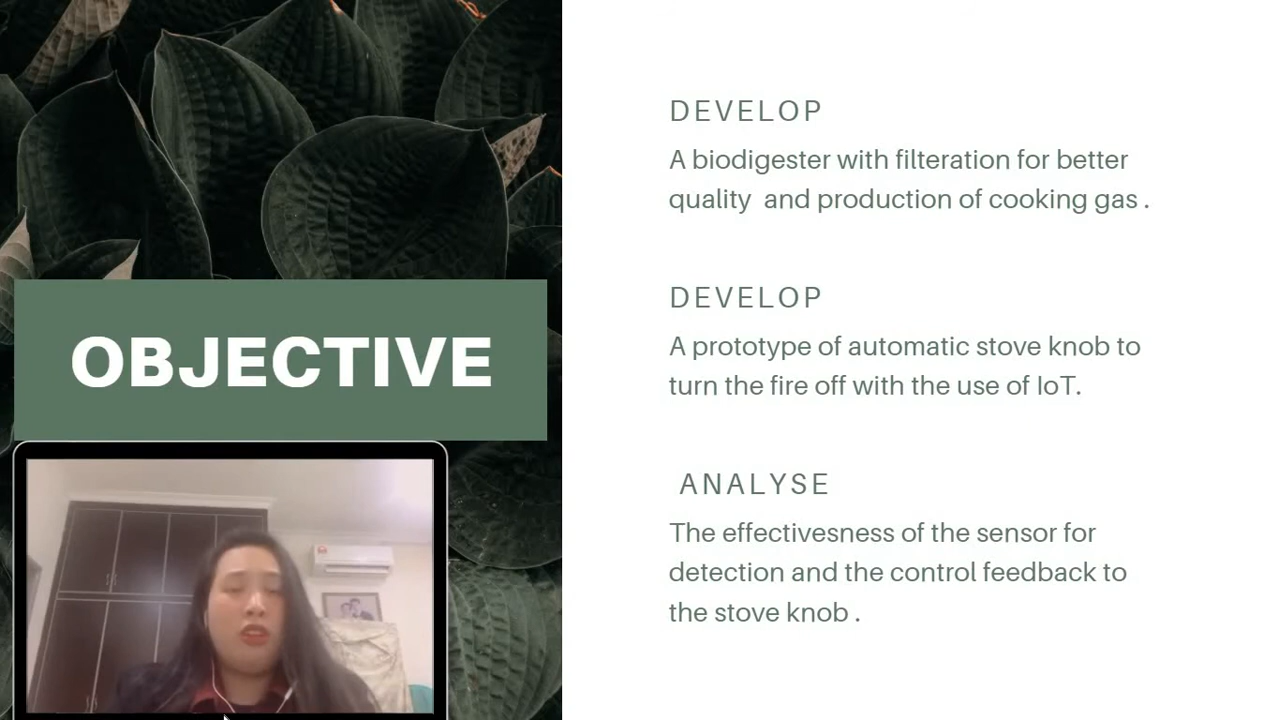 OBJECTIVE
DEVELOP
A biodigester with filteration for better
quality  and production of cooking gas .
DEVELOP
A prototype of automatic stove knob to
turn the fire off with the use of IoT.
ANALYSE
The effectivesness of the sensor for
detection and the control feedback to
the stove knob .